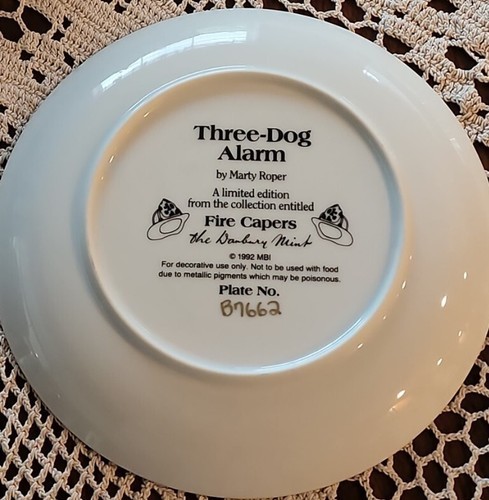 Three-Dog
Alarm
by Marty Roper
A limited edition
from the collection entitled
Fire Capers
The Danbury Mint
© 1992 MBI
For decorative use only. Not to be used with food
due to metallic pigments which may be poisonous.
Plate No.
B7662